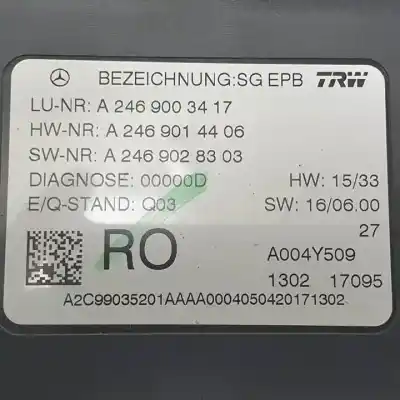 BEZEICHNUNG:SG EPB TRW
LU-NR: A 246 900 34 17
HW-NR: A 246 901 44 06
SW-NR: A 246 902 83 03
DIAGNOSE: 00000D HW: 15/33
E/Q-STAND: Q03 SW: 16/06.00
27
RO A004Y509
1302 17095
A2C99035201AAAA0004050420171302